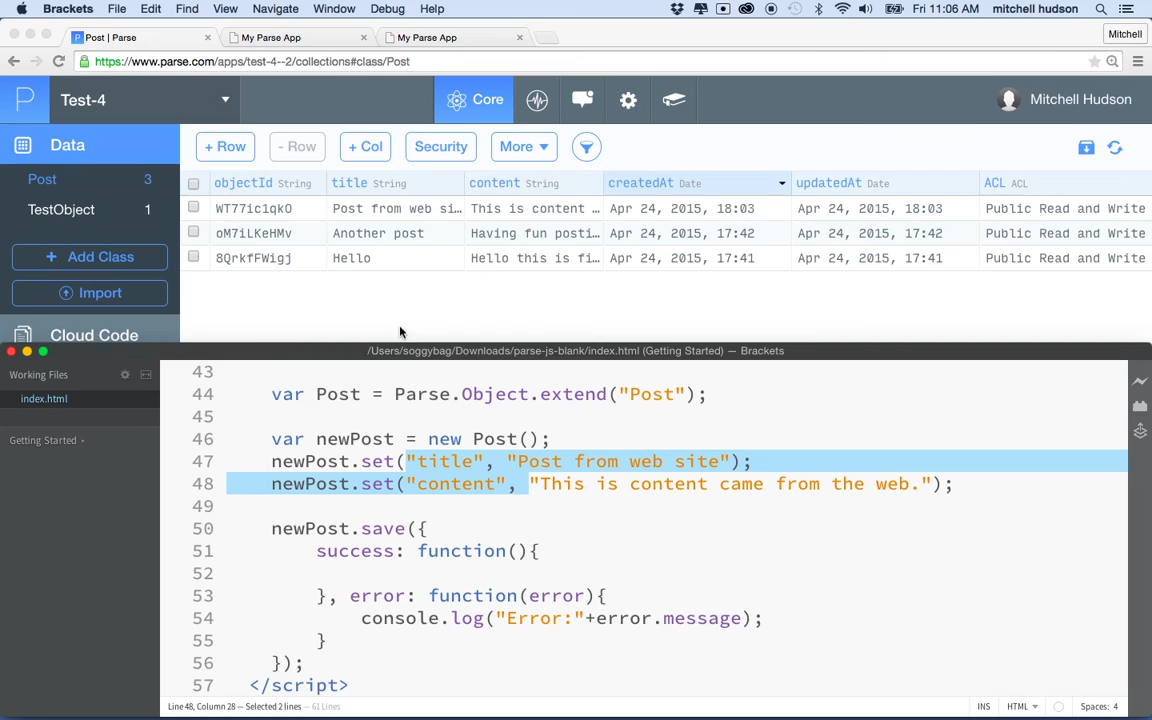 Brackets File Edit Find View Navigate Window Debug Help Fri 11:06 AM mitchell hudson
Post | Parse × My Parse App × My Parse App × Mitchell
https://www.parse.com/apps/test-4--2/collections#class/Post
P Test-4 Core Mitchell Hudson
Data + Row - Row + Col Security More
Post 3
TestObject 1
+ Add Class
Import
Cloud Code
objectId String title String content String createdAt Date updatedAt Date ACL ACL
WT77ic1qkO Post from web si... This is content ... Apr 24, 2015, 18:03 Apr 24, 2015, 18:03 Public Read and Write
oM7iLKeHMv Another post Having fun posti... Apr 24, 2015, 17:42 Apr 24, 2015, 17:42 Public Read and Write
8QrkfFWigj Hello Hello this is fi... Apr 24, 2015, 17:41 Apr 24, 2015, 17:41 Public Read and Write
/Users/soggybag/Downloads/parse-js-blank/index.html (Getting Started) — Brackets
Working Files
index.html
Getting Started
43
44 var Post = Parse.Object.extend("Post");
45
46 var newPost = new Post();
47 newPost.set("title", "Post from web site");
48 newPost.set("content", "This is content came from the web.");
49
50 newPost.save({
51 success: function(){
52
53 }, error: function(error){
54 console.log("Error:"+error.message);
55 }
56 });
57 </script>
Line 48, Column 28 — Selected 2 lines — 61 Lines INS HTML Spaces: 4